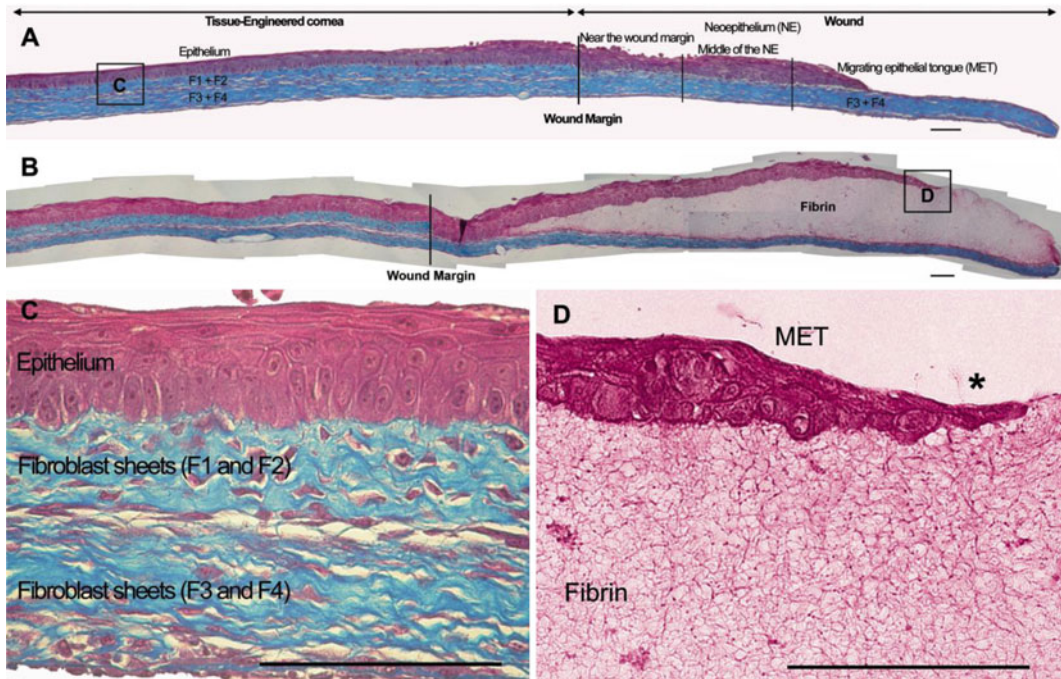 Tissue-Engineered cornea
Wound
A
Neoepithelium (NE)
Near the wound margin
Epithelium
Middle of the NE
Migrating epithelial tongue (MET)
C
F1 + F2
F3 + F4
F3 + F4
Wound Margin
B
D
Fibrin
Wound Margin
C
Epithelium
Fibroblast sheets (F1 and F2)
Fibroblast sheets (F3 and F4)
D
MET
*
Fibrin